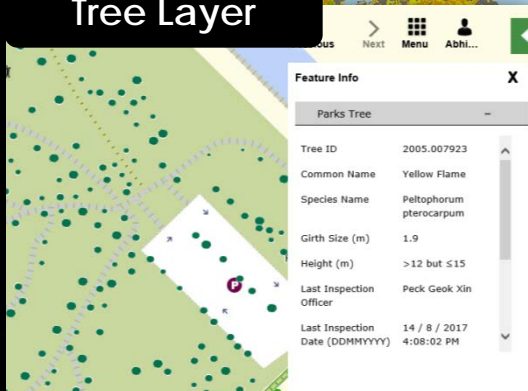 Tree Layer
ous Next Menu Abhi...
Feature Info X
Parks Tree –
Tree ID 2005.007923
Common Name Yellow Flame
Species Name Peltophorum
pterocarpum
Girth Size (m) 1.9
Height (m) >12 but ≤15
Last Inspection Peck Geok Xin
Officer
Last Inspection 14 / 8 / 2017
Date (DDMMYYYY) 4:08:02 PM
P